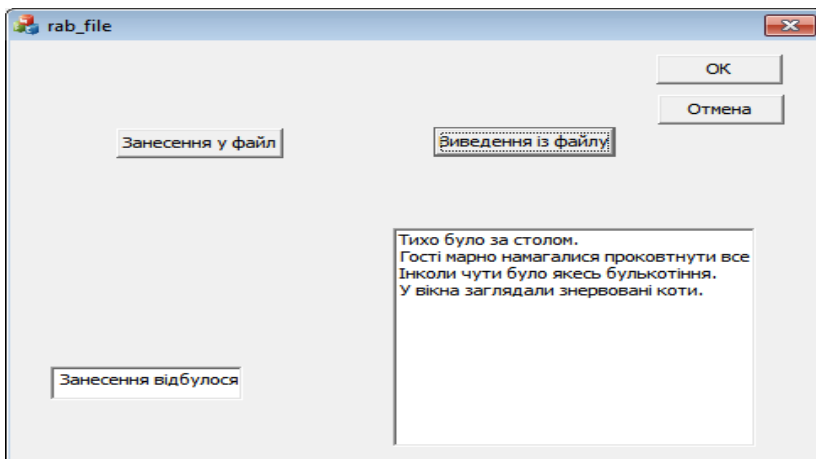 rab_file
OK
Отмена
Занесення у файл
Виведення із файлу
Тихо було за столом.
Гості марно намагалися проковтнути все
Інколи чути було якесь булькотіння.
У вікна заглядали знервовані коти.
Занесення відбулося